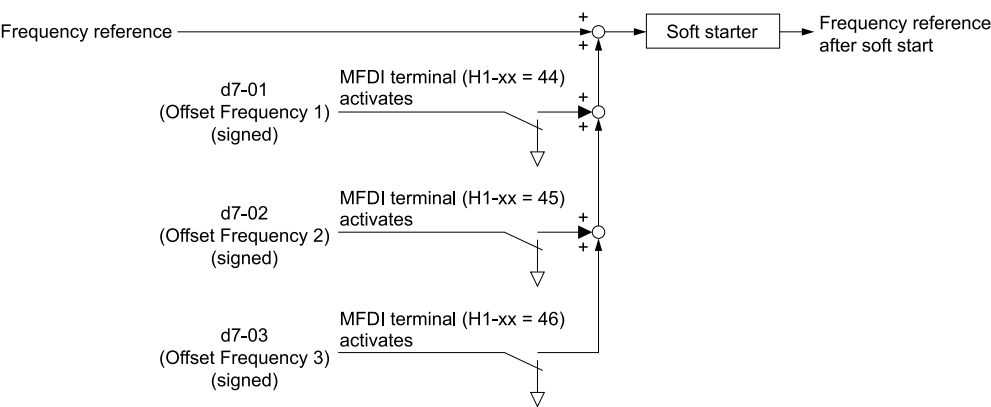 Frequency reference
+
+
Soft starter
Frequency reference
after soft start
d7-01
(Offset Frequency 1)
(signed)
MFDI terminal (H1-xx = 44)
activates
+
+
d7-02
(Offset Frequency 2)
(signed)
MFDI terminal (H1-xx = 45)
activates
+
+
d7-03
(Offset Frequency 3)
(signed)
MFDI terminal (H1-xx = 46)
activates